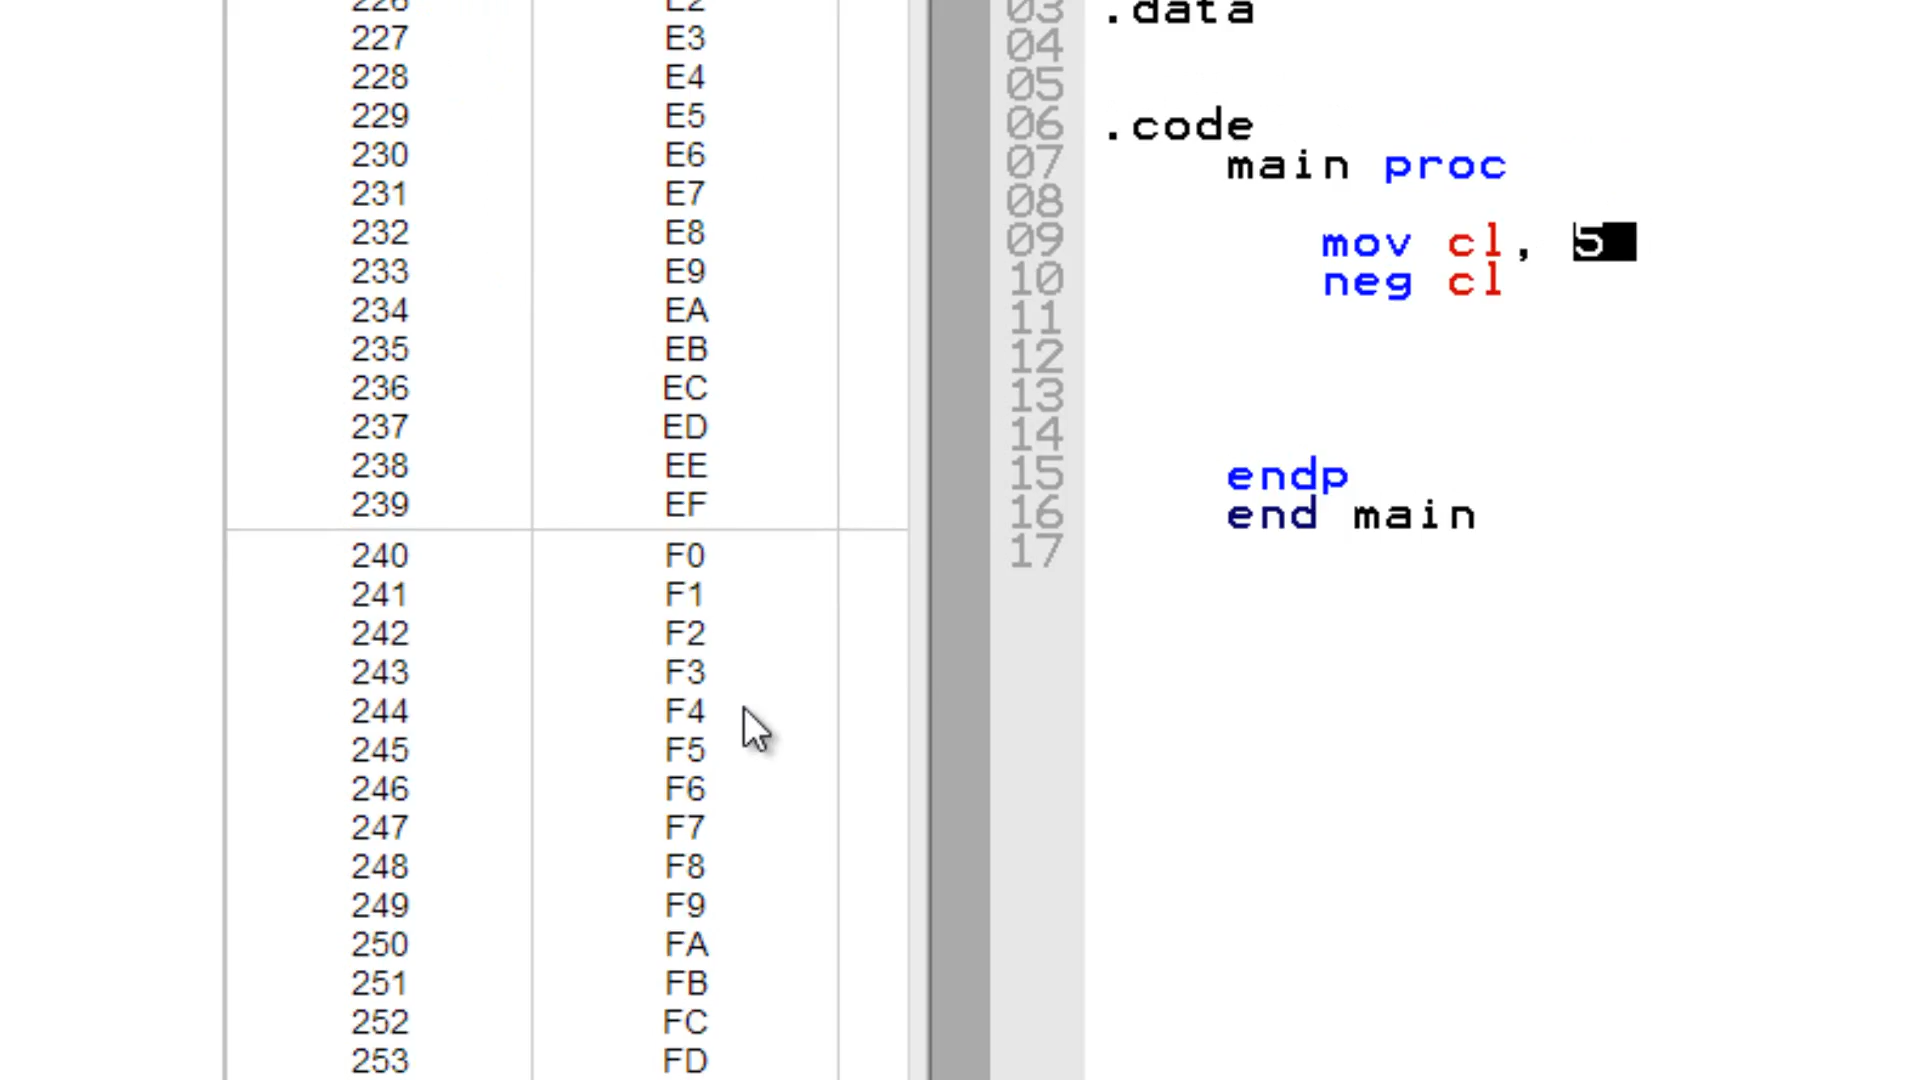 226 E2
227 E3
228 E4
229 E5
230 E6
231 E7
232 E8
233 E9
234 EA
235 EB
236 EC
237 ED
238 EE
239 EF
240 F0
241 F1
242 F2
243 F3
244 F4
245 F5
246 F6
247 F7
248 F8
249 F9
250 FA
251 FB
252 FC
253 FD
03 .data
04
05
06 .code
07 main proc
08
09 mov cl, 5
10 neg cl
11
12
13
14
15 endp
16 end main
17